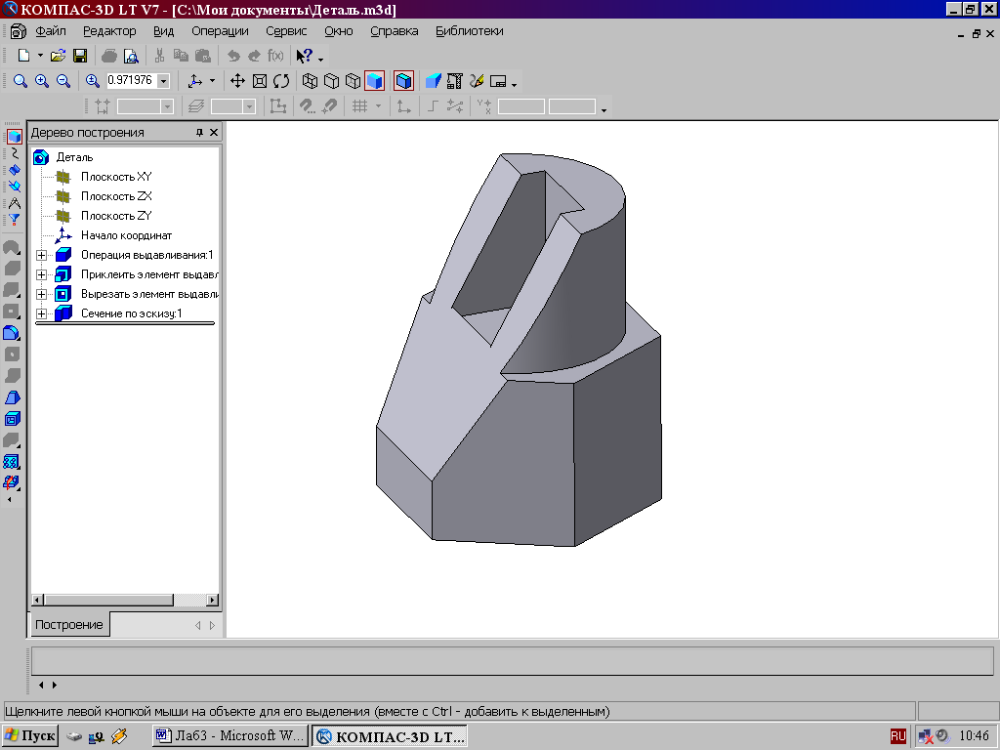 КОМПАС-3D LT V7 - [C:\Мои документы\Деталь.m3d]
Файл Редактор Вид Операции Сервис Окно Справка Библиотеки
f(x)
0.971976
Дерево построения
Деталь
Плоскость XY
Плоскость ZX
Плоскость ZY
Начало координат
Операция выдавливания:1
Приклеить элемент выдавл
Вырезать элемент выдавли
Сечение по эскизу:1
Построение
Щелкните левой кнопкой мыши на объекте для его выделения (вместе с Ctrl - добавить к выделенным)
Пуск Ла63 - Microsoft W... КОМПАС-3D LT... RU 10:46